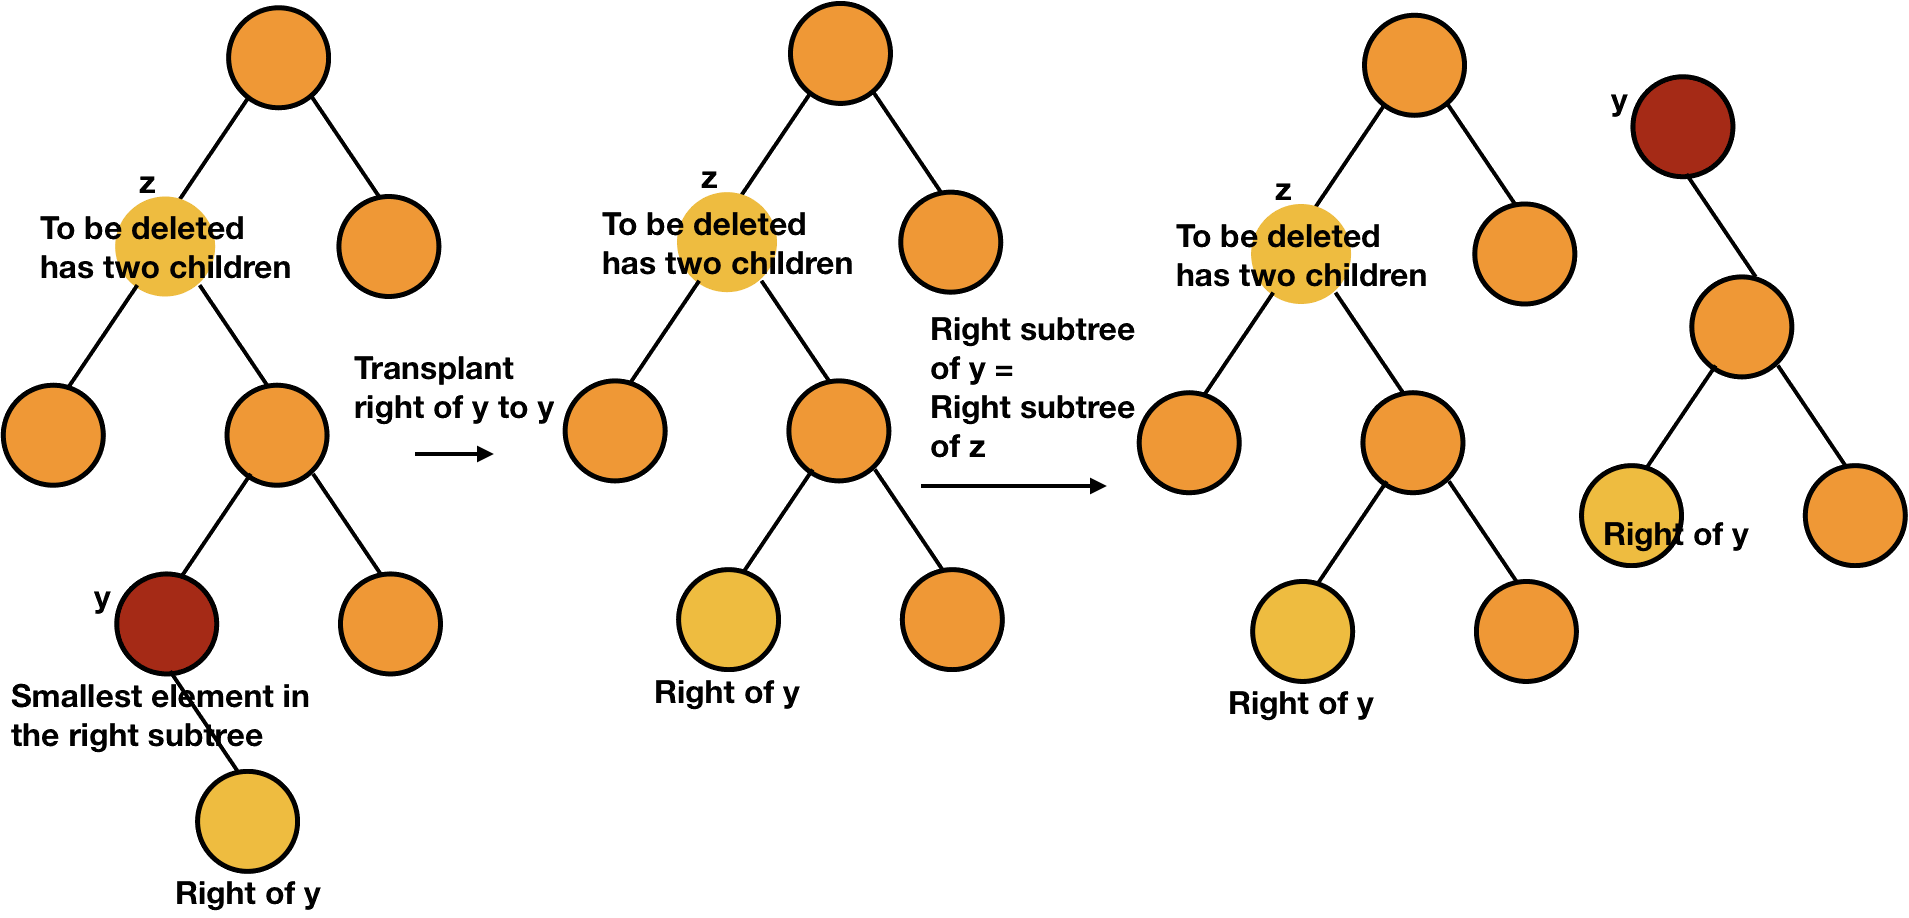 z
To be deleted
has two children
y
Smallest element in
the right subtree
Right of y
Transplant
right of y to y
z
To be deleted
has two children
Right of y
Right subtree
of y =
Right subtree
of z
z
To be deleted
has two children
Right of y
y
Right of y